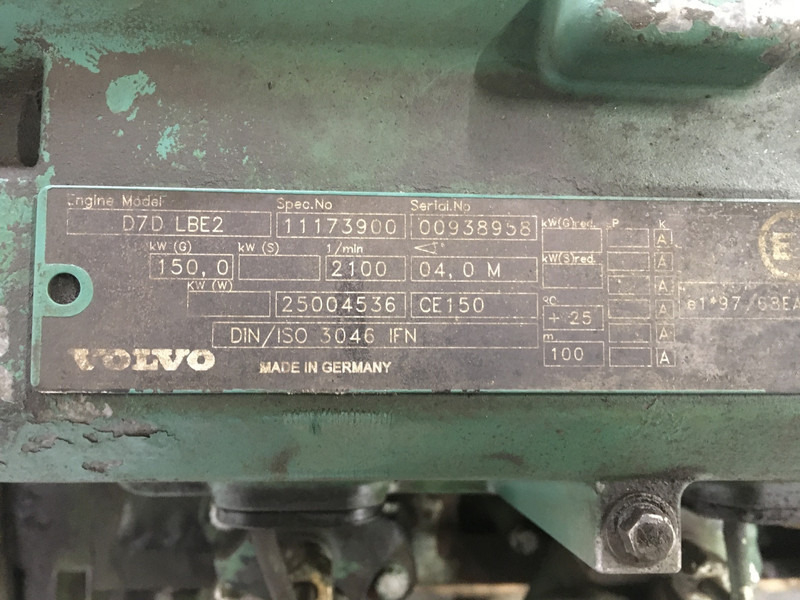 Engine Model Spec.No Serial.No
D7D LBE2 11173900 00938958 kW(G)red. P K
kW (G) kW (S) 1/min A
150,0 2100 04,0 M kW(S)red. A E
KW (W) A
25004536 CE150 °C A e1*97/68EA
+ 25 A
DIN/ISO 3046 IFN m
100 A
VOLVO MADE IN GERMANY